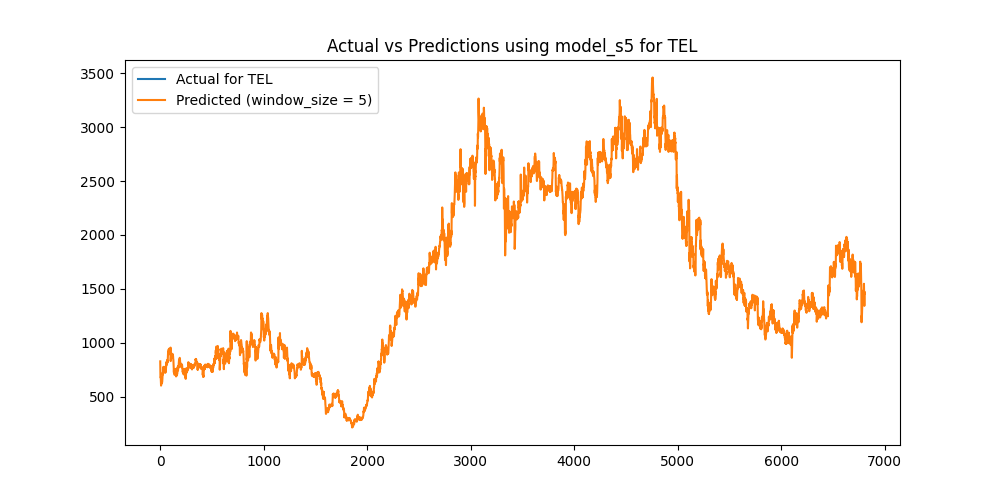 Actual vs Predictions using model_s5 for TEL
Actual for TEL
Predicted (window_size = 5)
3500
3000
2500
2000
1500
1000
500
0 1000 2000 3000 4000 5000 6000 7000